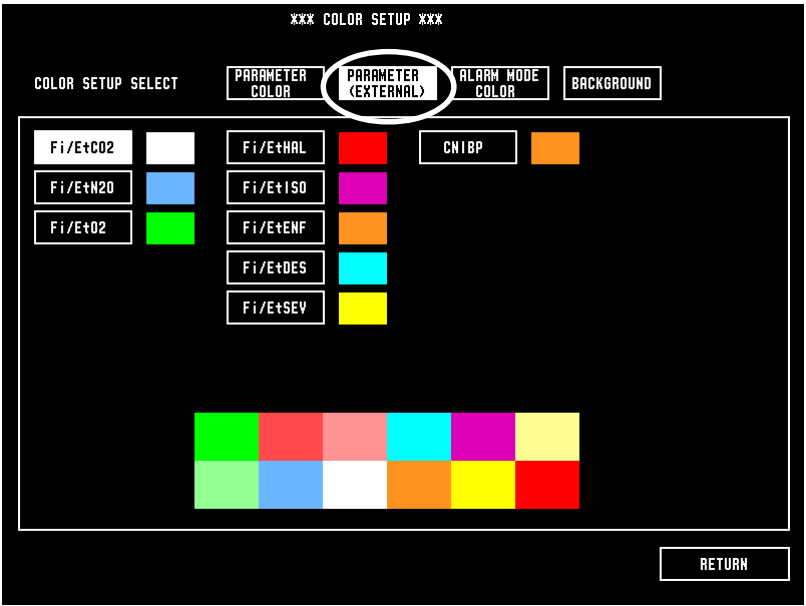 *** COLOR SETUP ***
COLOR SETUP SELECT
PARAMETER
COLOR
PARAMETER
(EXTERNAL)
ALARM MODE
COLOR
BACKGROUND
Fi/EtCO2
Fi/EtHAL
CNIBP
Fi/EtN2O
Fi/EtISO
Fi/EtO2
Fi/EtENF
Fi/EtDES
Fi/EtSEV
RETURN